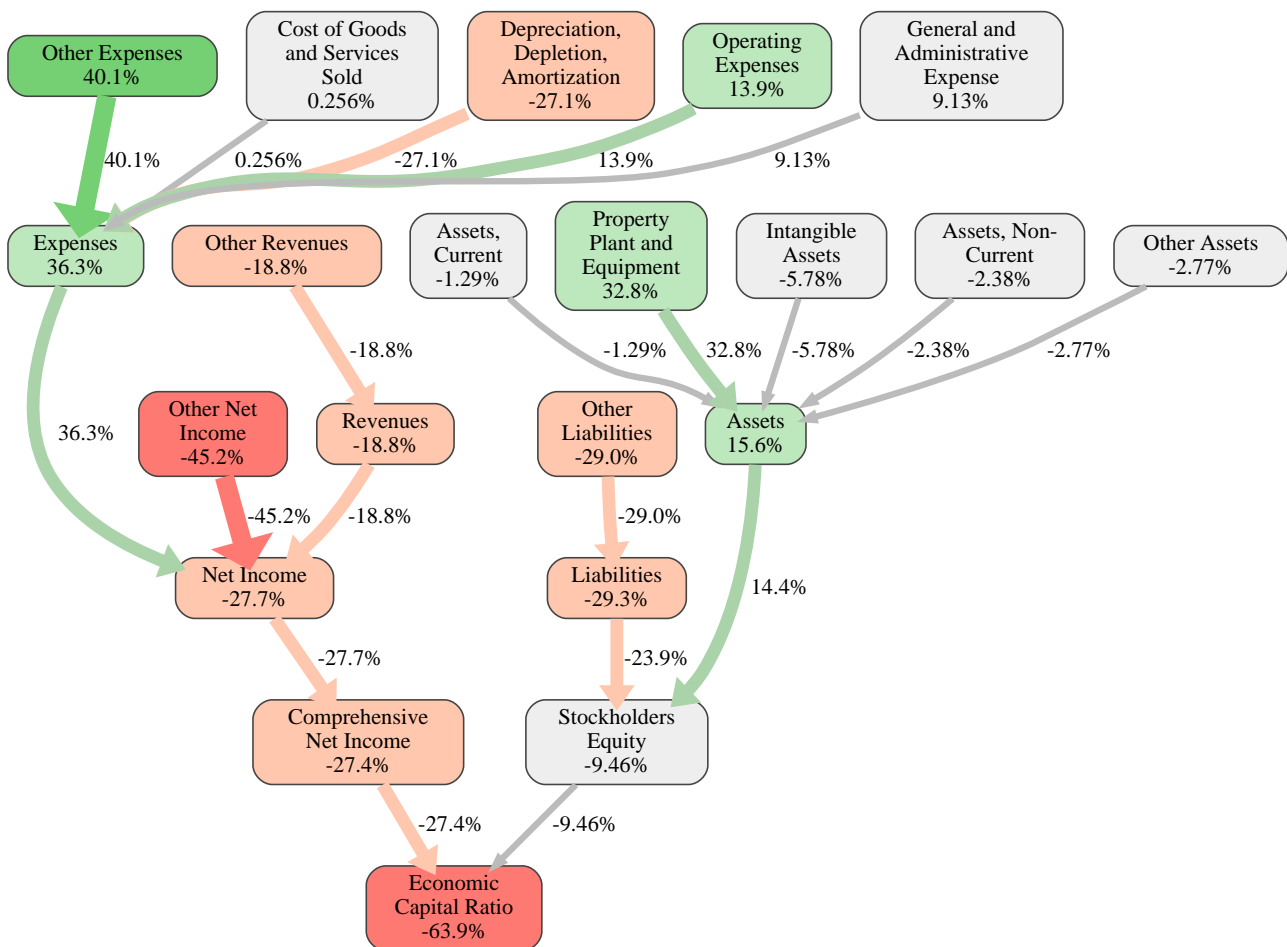 Other Expenses
40.1%
Cost of Goods
and Services
Sold
0.256%
Depreciation,
Depletion,
Amortization
-27.1%
Operating
Expenses
13.9%
General and
Administrative
Expense
9.13%
40.1%
0.256%
-27.1%
13.9%
9.13%
Expenses
36.3%
Other Revenues
-18.8%
Assets,
Current
-1.29%
Property
Plant and
Equipment
32.8%
Intangible
Assets
-5.78%
Assets, Non-
Current
-2.38%
Other Assets
-2.77%
-18.8%
-1.29%
32.8%
-5.78%
-2.38%
-2.77%
36.3%
Other Net
Income
-45.2%
Revenues
-18.8%
Other
Liabilities
-29.0%
Assets
15.6%
-45.2%
-18.8%
-29.0%
Net Income
-27.7%
Liabilities
-29.3%
14.4%
-27.7%
-23.9%
Comprehensive
Net Income
-27.4%
Stockholders
Equity
-9.46%
-27.4%
-9.46%
Economic
Capital Ratio
-63.9%